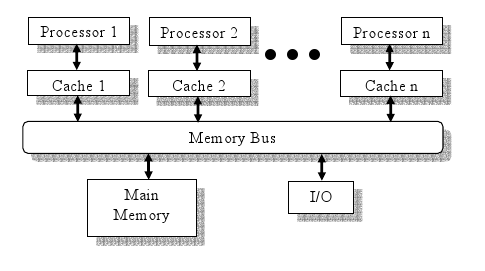 Processor 1
Processor 2
Processor n
Cache 1
Cache 2
Cache n
Memory Bus
Main
Memory
I/O